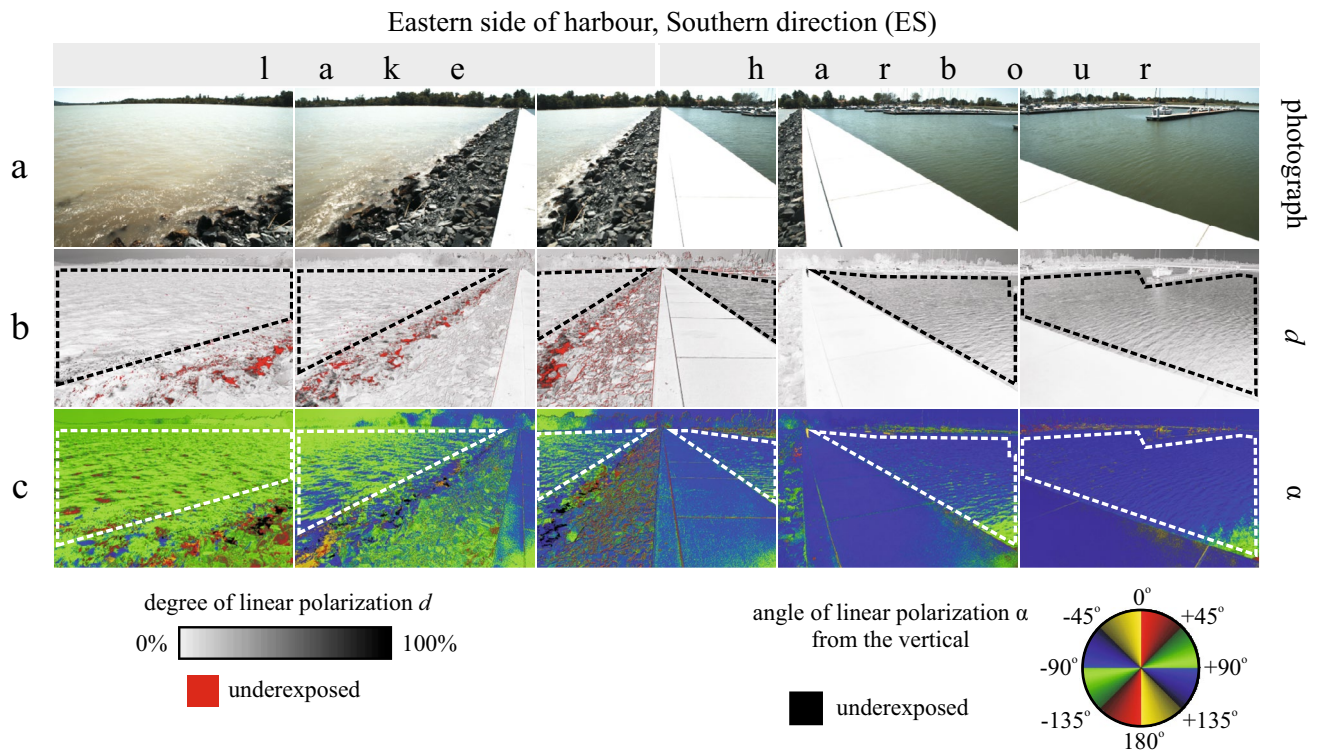 Eastern side of harbour, Southern direction (ES)
l a k e
h a r b o u r
a
photograph
b
d
c
α
degree of linear polarization d
0%
100%
underexposed
angle of linear polarization α
from the vertical
underexposed
0°
-45°
+45°
-90°
+90°
-135°
+135°
180°